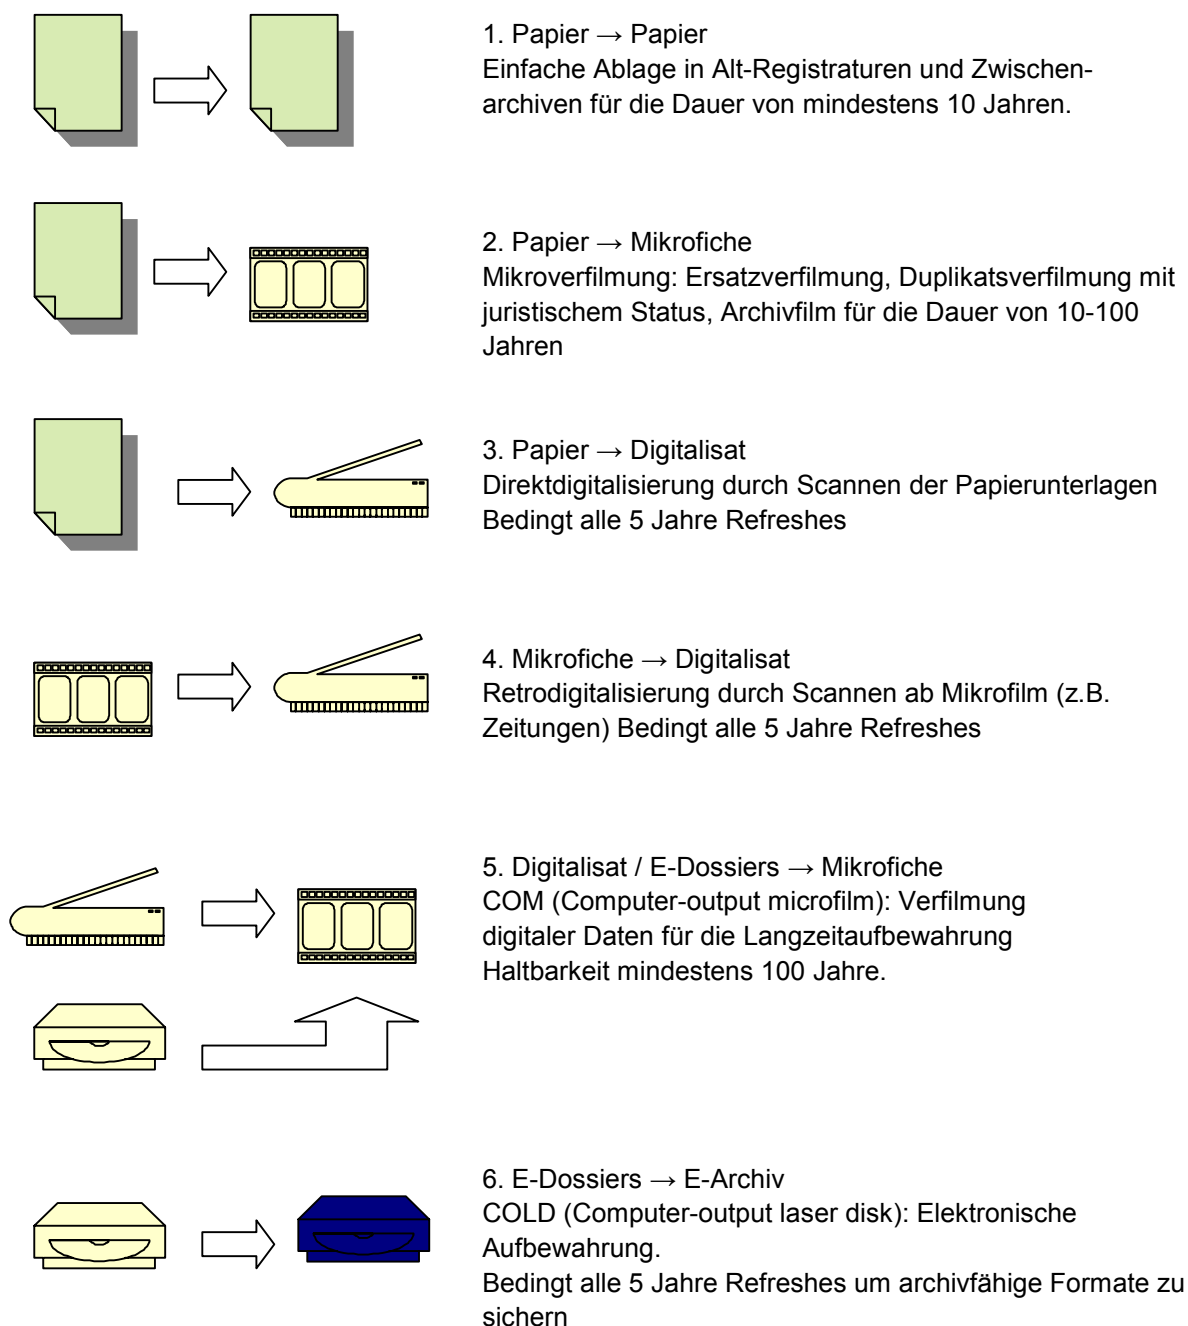 1. Papier → Papier
Einfache Ablage in Alt-Registraturen und Zwischen-
archiven für die Dauer von mindestens 10 Jahren.
2. Papier → Mikrofiche
Mikroverfilmung: Ersatzverfilmung, Duplikatsverfilmung mit
juristischem Status, Archivfilm für die Dauer von 10-100
Jahren
3. Papier → Digitalisat
Direktdigitalisierung durch Scannen der Papierunterlagen
Bedingt alle 5 Jahre Refreshes
4. Mikrofiche → Digitalisat
Retrodigitalisierung durch Scannen ab Mikrofilm (z.B.
Zeitungen) Bedingt alle 5 Jahre Refreshes
5. Digitalisat / E-Dossiers → Mikrofiche
COM (Computer-output microfilm): Verfilmung
digitaler Daten für die Langzeitaufbewahrung
Haltbarkeit mindestens 100 Jahre.
6. E-Dossiers → E-Archiv
COLD (Computer-output laser disk): Elektronische
Aufbewahrung.
Bedingt alle 5 Jahre Refreshes um archivfähige Formate zu
sichern